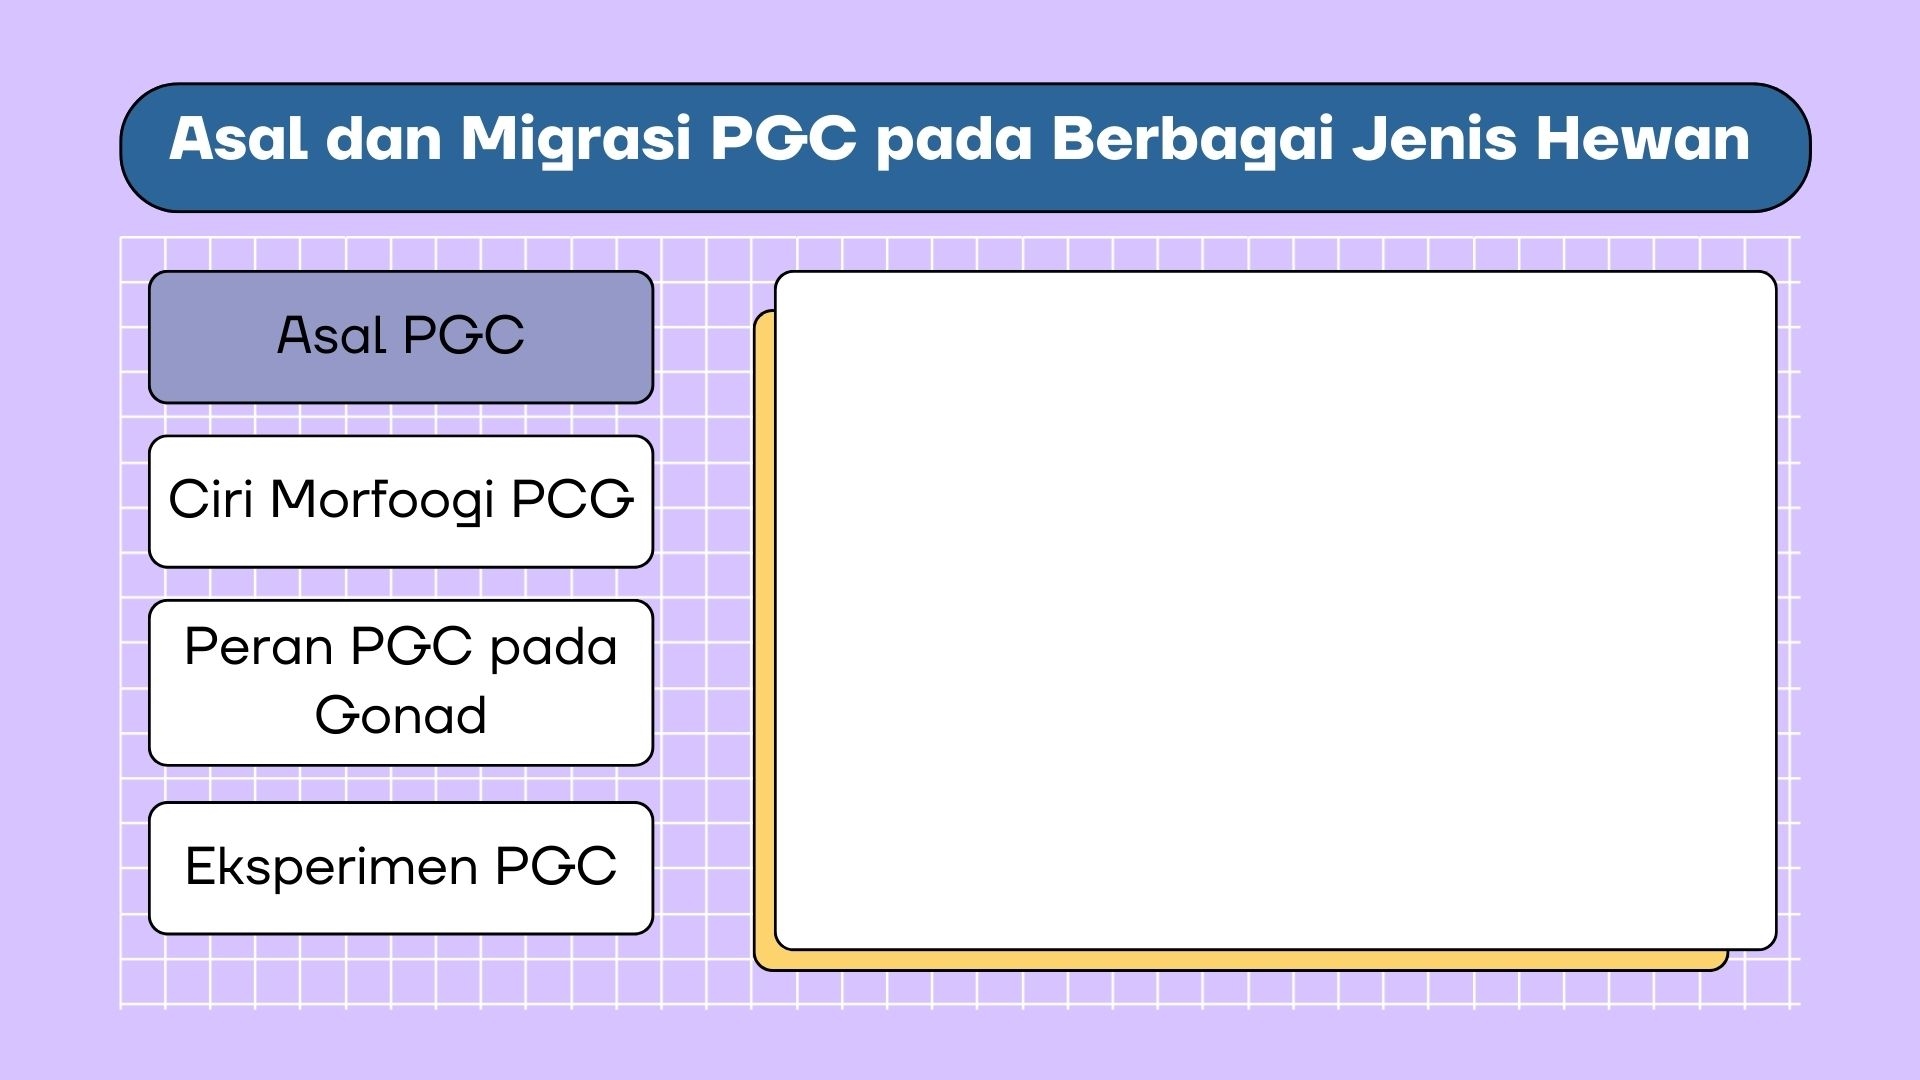 Asal dan Migrasi PGC pada Berbagai Jenis Hewan
Asal PGC
Ciri Morfoogi PCG
Peran PGC pada
Gonad
Eksperimen PGC